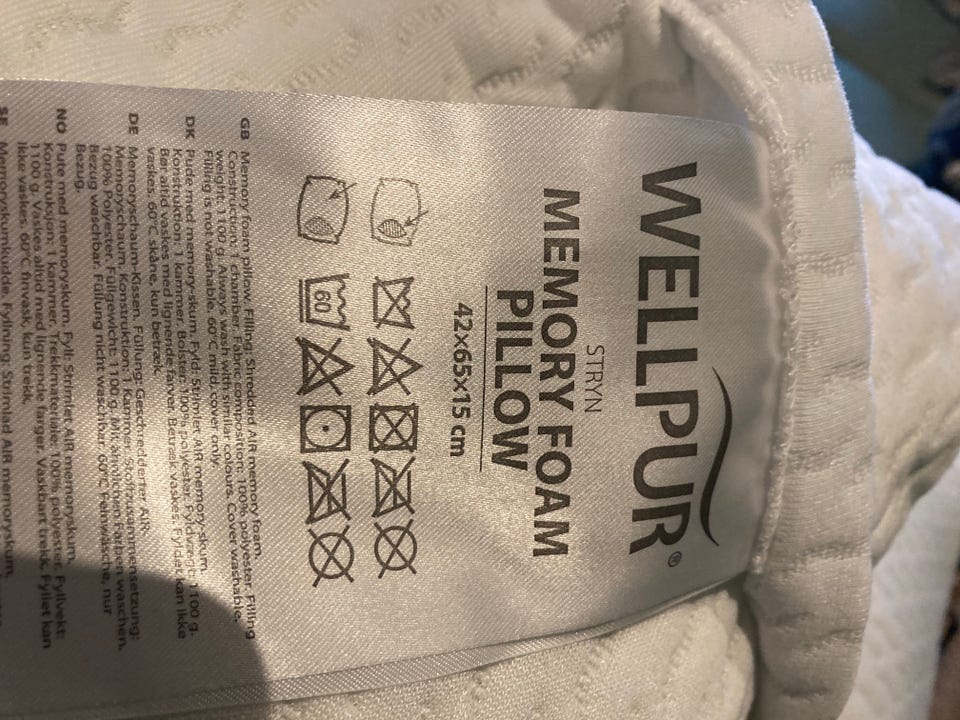 WELLPUR®
STRYN
MEMORY FOAM
PILLOW
42×65×15 cm
60
GB Memory foam pillow. Filling: Shredded AIR memory foam.
Construction: 1 chamber. Fabric composition: 100% polyester. Filling
weight: 1100 g. Always wash with similar colours. Cover washable.
Filling is not washable. 60°C mild, cover only.
DK Pude med memory-skum. Fyld: Strimlet AIR memory-skum.
Konstruktion: 1 kammer. Bolster: 100% polyester. Fyldvægt: 1100 g.
Bør altid vaskes med lignende farver. Betræk vaskes. Fyldet kan ikke
vaskes. 60°C skåne, kun betræk.
DE Memoryschaum-Kissen. Füllung: Geschredderter AIR
Memoryschaum. Konstruktion: 1 Kammer. Stoffzusammensetzung:
100% Polyester. Füllgewicht: 1100 g. Mit ähnlichen Farben waschen.
Bezug waschbar. Füllung nicht waschbar. 60°C Feinwäsche, nur
Bezug.
NO Pute med memoryskum. Fyll: Strimlet AIR memoryskum.
Konstruksjon: 1 kammer. Trekkmateriale: 100% polyester. Fyllvekt:
1100 g. Vaskes alltid med lignende farger. Vaskbart trekk. Fyllet kan
ikke vaskes. 60°C finvask, kun trekk.
SE Memoryskumkudde. Fyllning: Strimlad AIR memoryskum.